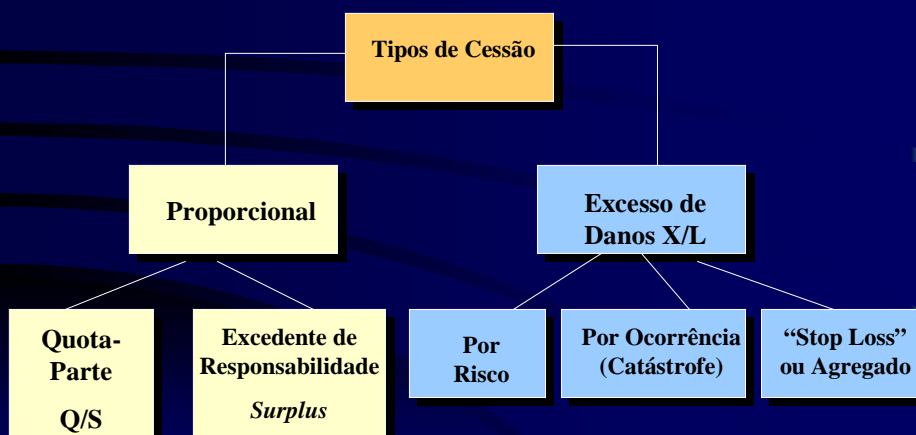 Tipos de Cessão
Proporcional
Excesso de
Danos X/L
Quota-
Parte
Q/S
Excedente de
Responsabilidade
Surplus
Por
Risco
Por Ocorrência
(Catástrofe)
“Stop Loss”
ou Agregado